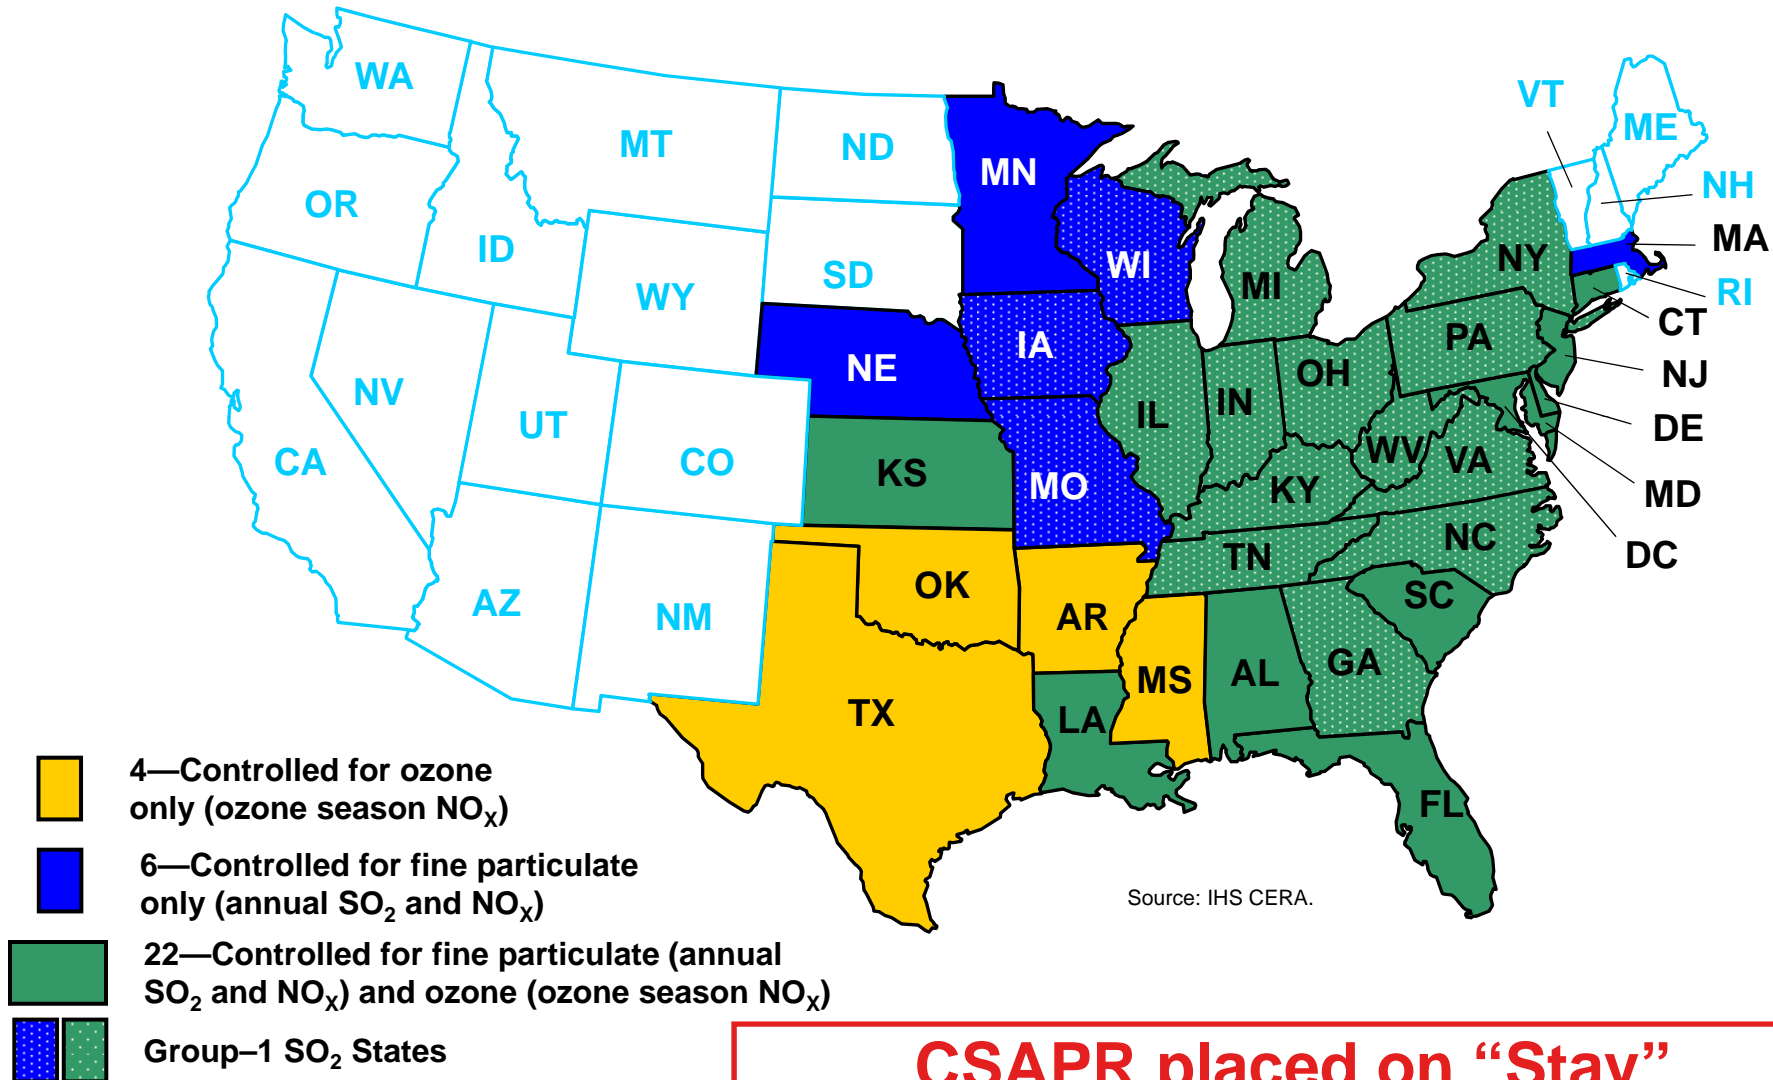 WA
VT
ME
MT
ND
MN
NH
OR
MA
ID
NY
WI
SD
MI
RI
WY
CT
IA
PA
NE
NJ
OH
NV
IN
IL
DE
UT
WV
VA
CA
CO
KS
MO
KY
MD
NC
TN
DC
OK
SC
AZ
NM
AR
GA
AL
MS
TX
LA
4—Controlled for ozone
only (ozone season NOX)
FL
6—Controlled for fine particulate
only (annual SO2 and NOX)
Source: IHS CERA.
22—Controlled for fine particulate (annual
SO2 and NOX) and ozone (ozone season NOX)
Group–1 SO2 States
CSAPR placed on “Stay”